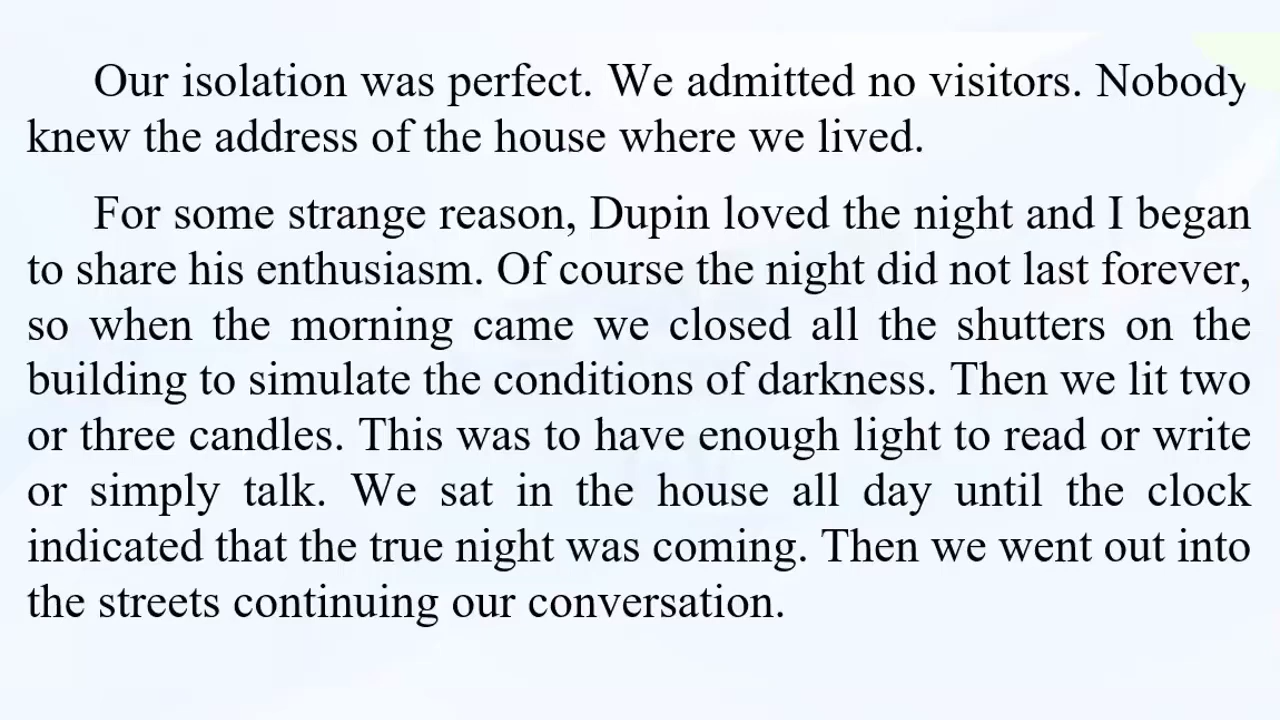 Our isolation was perfect. We admitted no visitors. Nobody
knew the address of the house where we lived.
For some strange reason, Dupin loved the night and I began
to share his enthusiasm. Of course the night did not last forever,
so when the morning came we closed all the shutters on the
building to simulate the conditions of darkness. Then we lit two
or three candles. This was to have enough light to read or write
or simply talk. We sat in the house all day until the clock
indicated that the true night was coming. Then we went out into
the streets continuing our conversation.